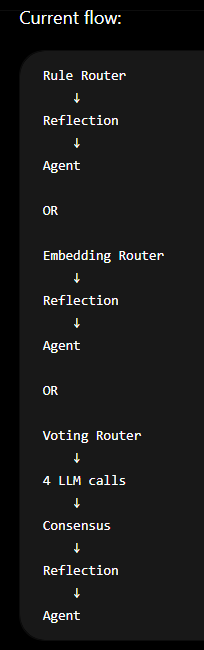 Current flow:
Rule Router
↓
Reflection
↓
Agent
OR
Embedding Router
↓
Reflection
↓
Agent
OR
Voting Router
↓
4 LLM calls
↓
Consensus
↓
Reflection
↓
Agent